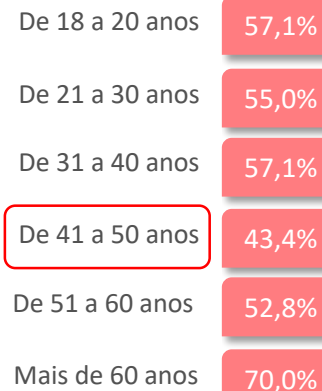 De 18 a 20 anos 57,1%
De 21 a 30 anos 55,0%
De 31 a 40 anos 57,1%
De 41 a 50 anos 43,4%
De 51 a 60 anos 52,8%
Mais de 60 anos 70,0%